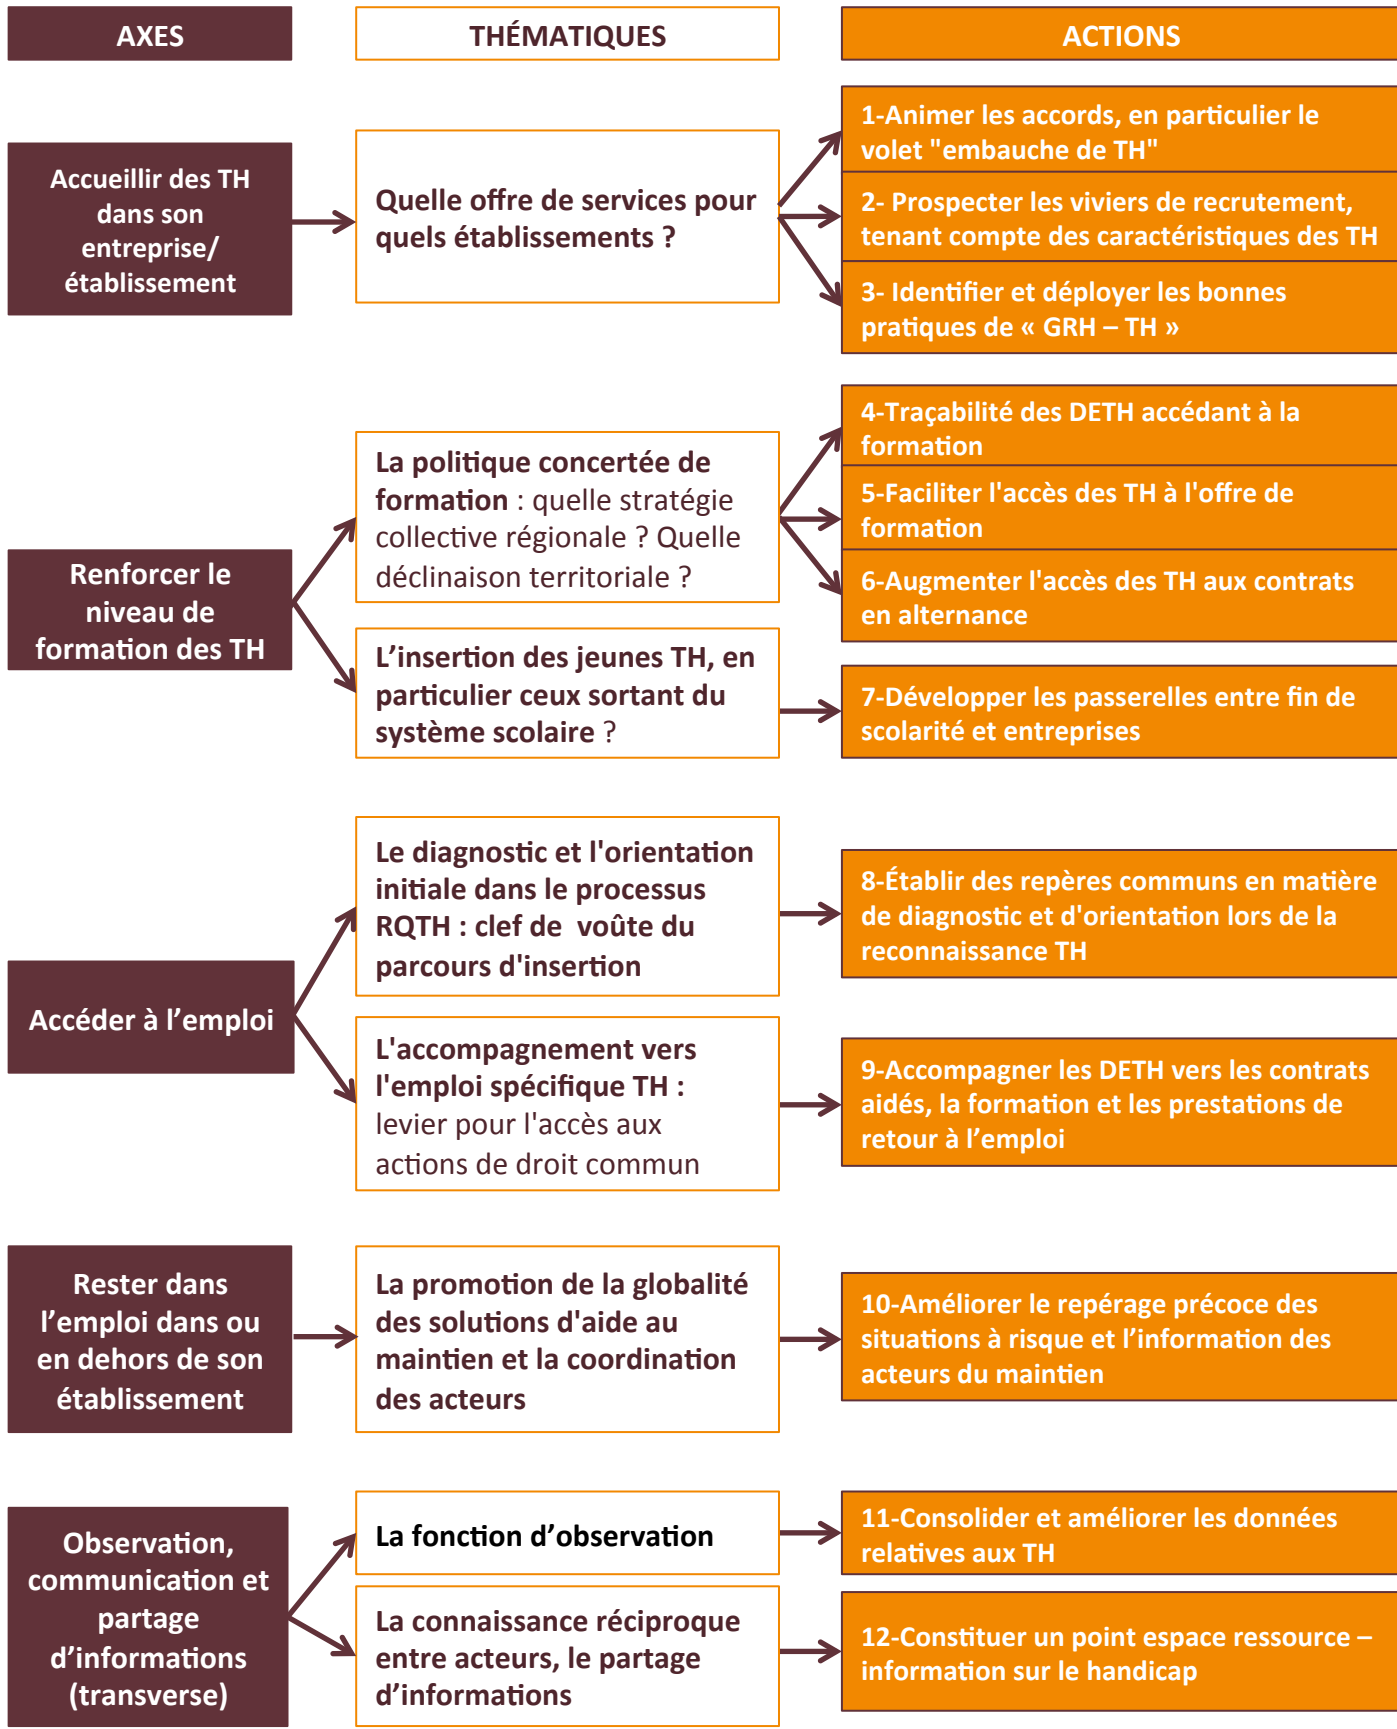 AXES
THÉMATIQUES
ACTIONS
Accueillir des TH
dans son
entreprise/
établissement
Quelle offre de services pour
quels établissements ?
1-Animer les accords, en particulier le
volet "embauche de TH"
2- Prospecter les viviers de recrutement,
tenant compte des caractéristiques des TH
3- Identifier et déployer les bonnes
pratiques de « GRH – TH »
Renforcer le
niveau de
formation des TH
La politique concertée de
formation : quelle stratégie
collective régionale ? Quelle
déclinaison territoriale ?
4-Traçabilité des DETH accédant à la
formation
5-Faciliter l'accès des TH à l'offre de
formation
6-Augmenter l'accès des TH aux contrats
en alternance
L’insertion des jeunes TH, en
particulier ceux sortant du
système scolaire ?
7-Développer les passerelles entre fin de
scolarité et entreprises
Accéder à l’emploi
Le diagnostic et l'orientation
initiale dans le processus
RQTH : clef de voûte du
parcours d'insertion
8-Établir des repères communs en matière
de diagnostic et d'orientation lors de la
reconnaissance TH
L'accompagnement vers
l'emploi spécifique TH :
levier pour l'accès aux
actions de droit commun
9-Accompagner les DETH vers les contrats
aidés, la formation et les prestations de
retour à l’emploi
Rester dans
l’emploi dans ou
en dehors de son
établissement
La promotion de la globalité
des solutions d'aide au
maintien et la coordination
des acteurs
10-Améliorer le repérage précoce des
situations à risque et l’information des
acteurs du maintien
Observation,
communication et
partage
d’informations
(transverse)
La fonction d’observation
11-Consolider et améliorer les données
relatives aux TH
La connaissance réciproque
entre acteurs, le partage
d’informations
12-Constituer un point espace ressource –
information sur le handicap